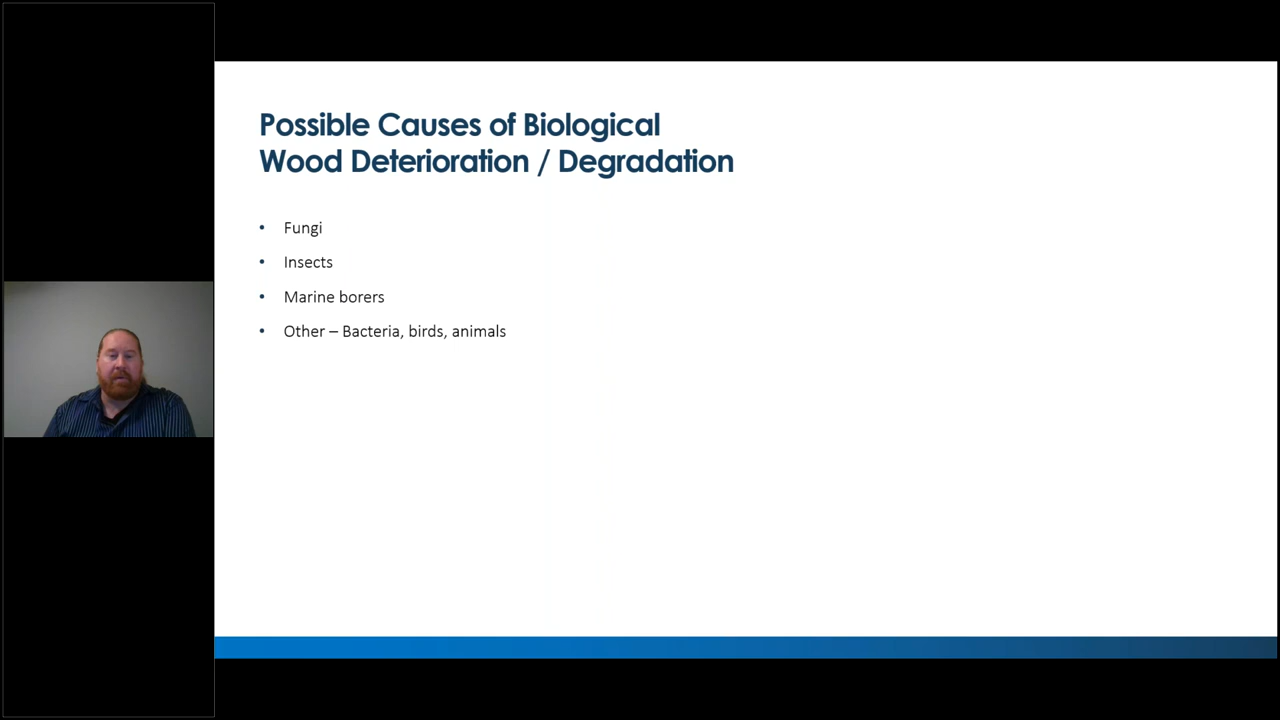 Possible Causes of Biological
Wood Deterioration / Degradation
• Fungi
• Insects
• Marine borers
• Other – Bacteria, birds, animals